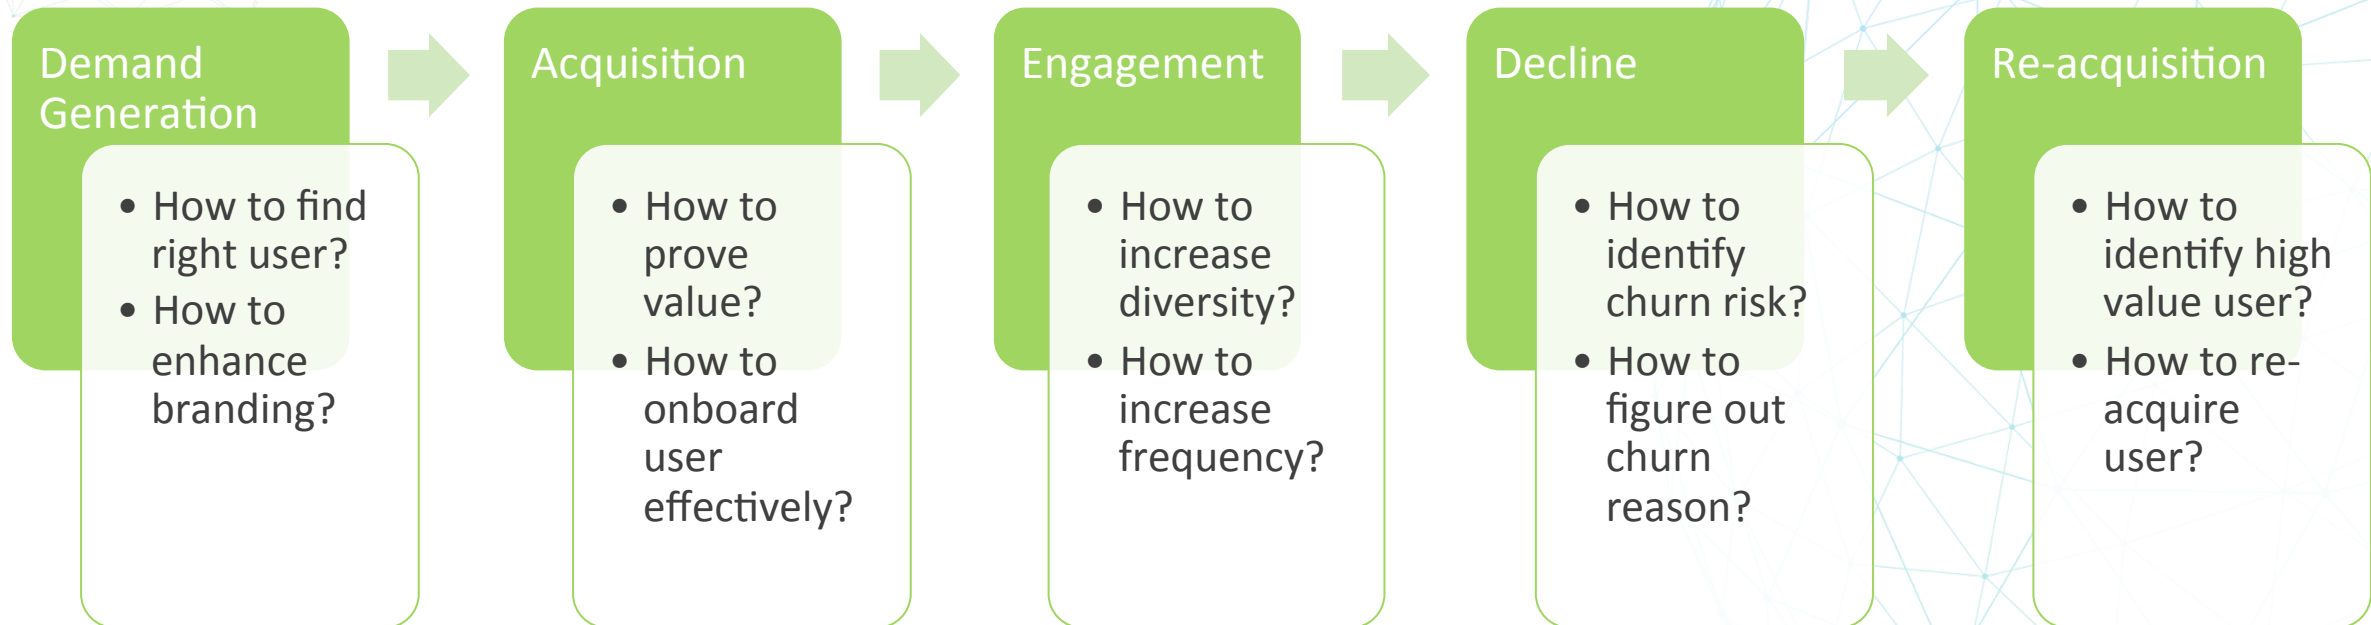 Demand
Generation
• How to find
right user?
• How to
enhance
branding?
Acquisition
• How to
prove
value?
• How to
onboard
user
effectively?
Engagement
• How to
increase
diversity?
• How to
increase
frequency?
Decline
• How to
identify
churn risk?
• How to
figure out
churn
reason?
Re-acquisition
• How to
identify high
value user?
• How to re-
acquire
user?